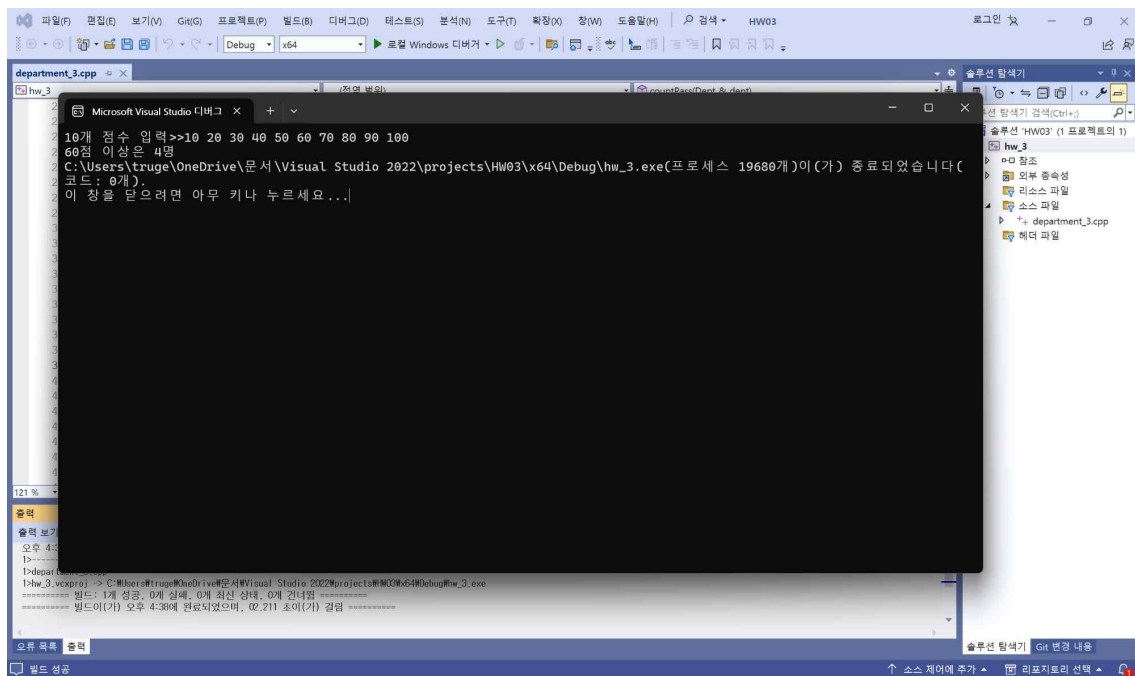 파일(F) 편집(E) 보기(V) Git(G) 프로젝트(P) 빌드(B) 디버그(D) 테스트(S) 분석(N) 도구(T) 확장(X) 창(W) 도움말(H) 검색 HW03 로그인
Debug x64 로컬 Windows 디버거
department_3.cpp
hw_3 (전역 범위) countPass(Dept & dept)
Microsoft Visual Studio 디버그
10개 점수 입력>>10 20 30 40 50 60 70 80 90 100
60점 이상은 4명
C:\Users\truge\OneDrive\문서\Visual Studio 2022\projects\HW03\x64\Debug\hw_3.exe(프로세스 19680개)이(가) 종료되었습니다(
코드: 0개).
이 창을 닫으려면 아무 키나 누르세요...
솔루션 탐색기
솔루션 탐색기 검색(Ctrl+;)
솔루션 'HW03' (1 프로젝트의 1)
hw_3
참조
외부 종속성
리소스 파일
소스 파일
department_3.cpp
헤더 파일
121 %
출력
출력 보기
오후 4:3
1>-----
1>depar
1>hw_3.vcxproj -> C:₩Users₩truge₩OneDrive₩문서₩Visual Studio 2022₩projects₩HW03₩x64₩Debug₩hw_3.exe
========== 빌드: 1개 성공, 0개 실패, 0개 최신 상태, 0개 건너뜀 ==========
========== 빌드이(가) 오후 4:38에 완료되었으며, 02.211 초이(가) 걸림 ==========
오류 목록 출력
솔루션 탐색기 Git 변경 내용
빌드 성공 소스 제어에 추가 리포지토리 선택 1